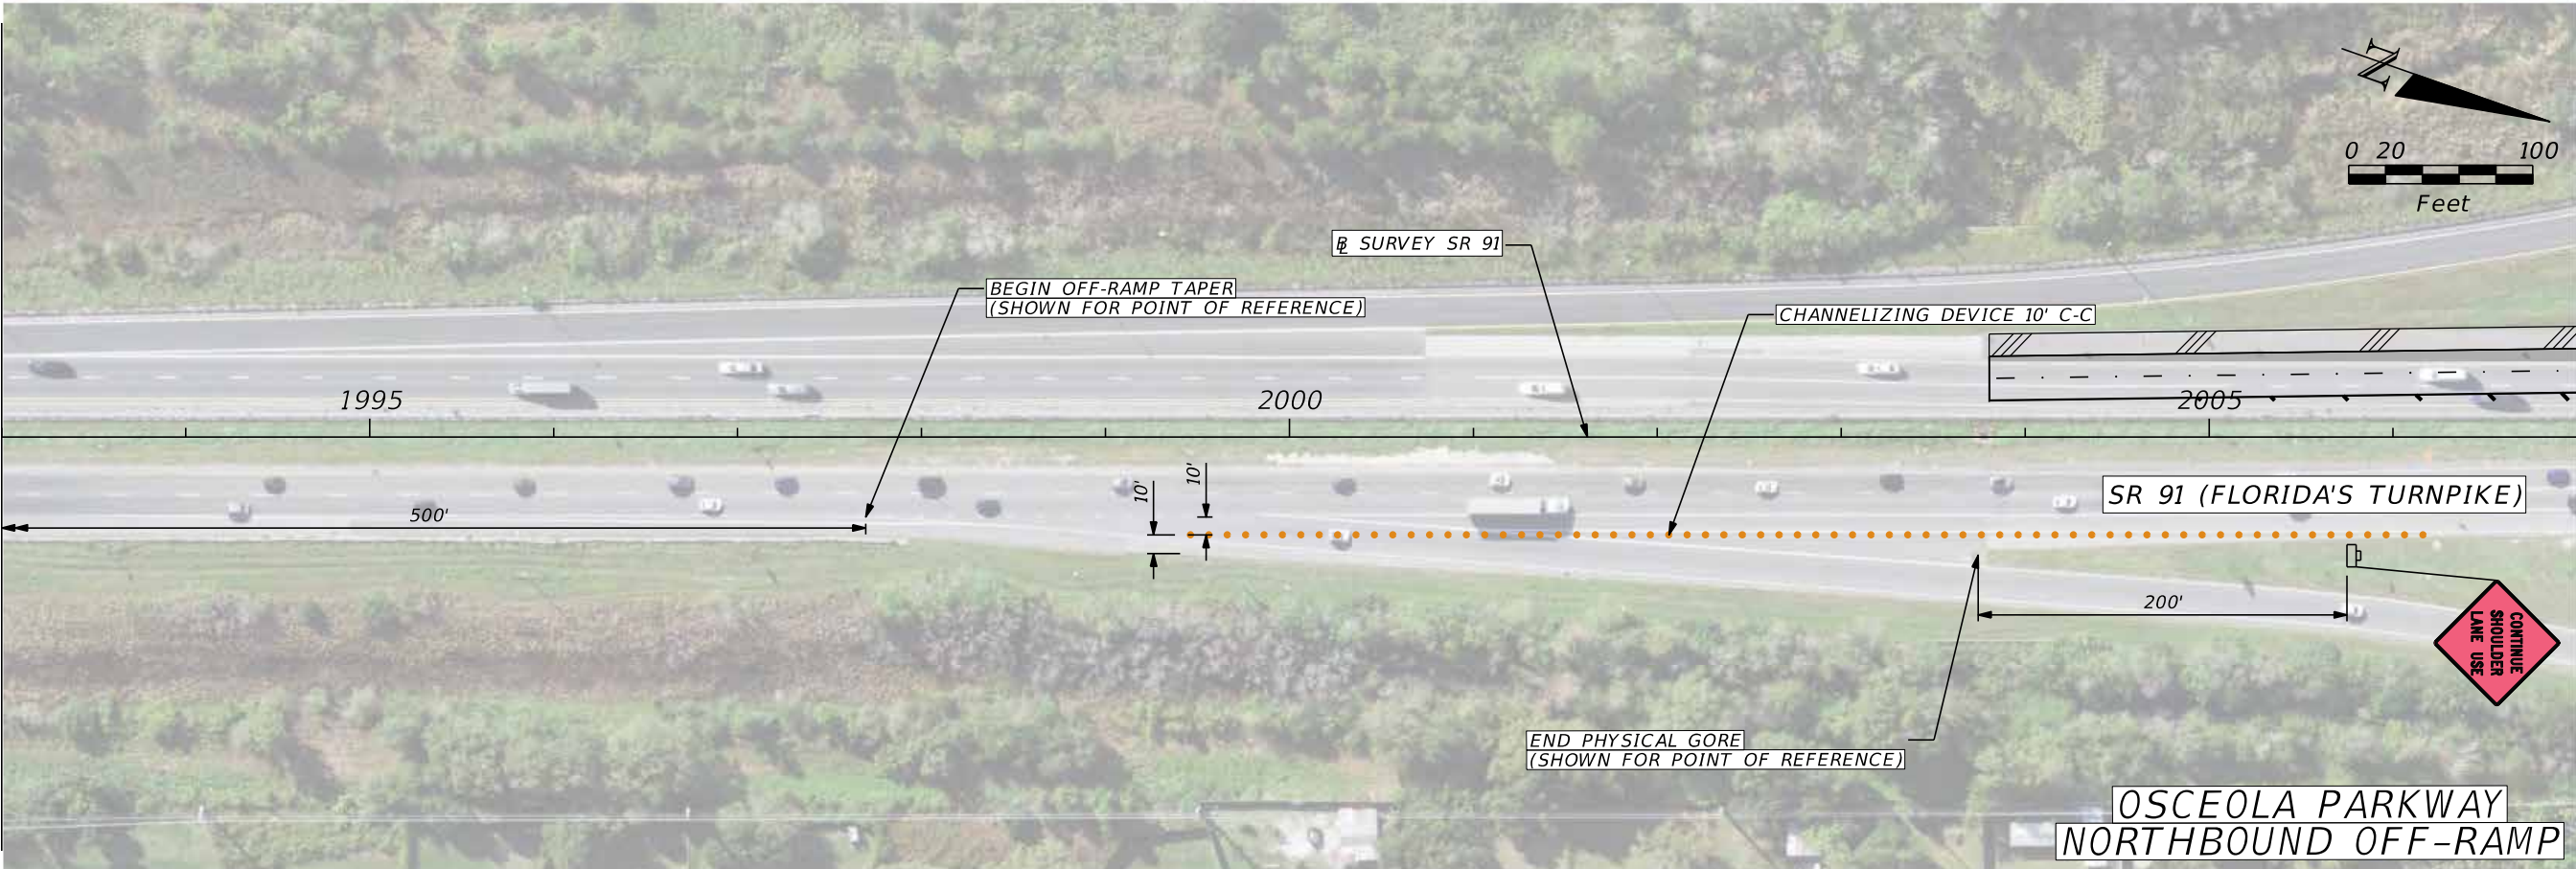 N
0 20 100
Feet
℄ SURVEY SR 91
BEGIN OFF-RAMP TAPER
(SHOWN FOR POINT OF REFERENCE)
CHANNELIZING DEVICE 10' C-C
1995
2000
2005
10'
10'
500'
SR 91 (FLORIDA'S TURNPIKE)
200'
CONTINUE
SHOULDER
LANE USE
END PHYSICAL GORE
(SHOWN FOR POINT OF REFERENCE)
OSCEOLA PARKWAY
NORTHBOUND OFF-RAMP